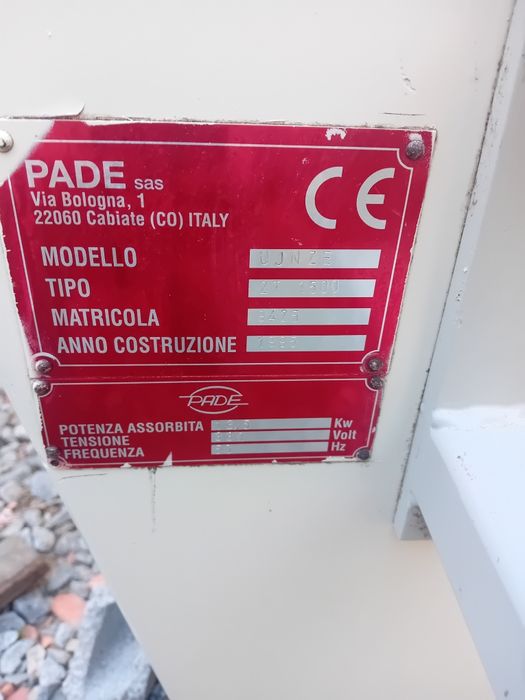 PADE sas
Via Bologna, 1
22060 Cabiate (CO) ITALY
CE
MODELLO
TIPO
MATRICOLA
ANNO COSTRUZIONE
PADE
POTENZA ASSORBITA Kw
TENSIONE Volt
FREQUENZA Hz